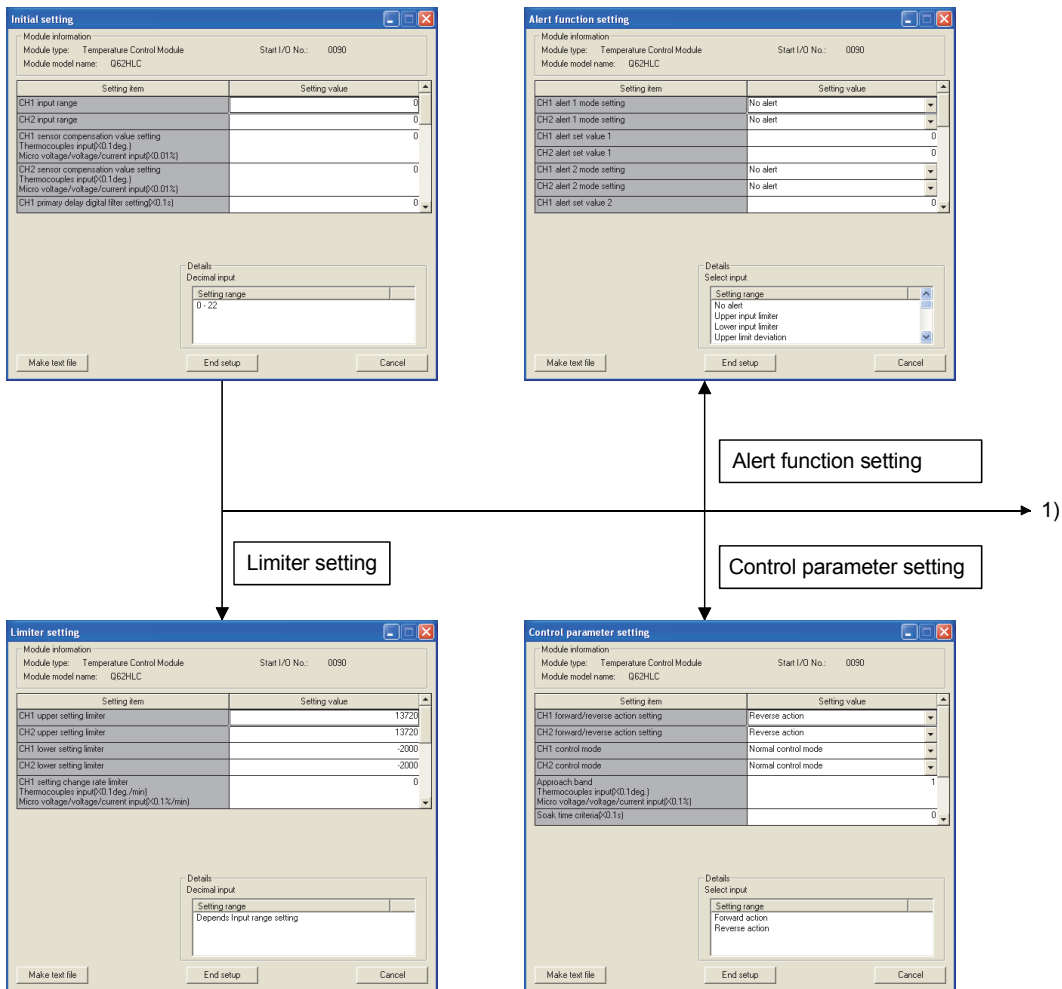 Initial setting
Module information
Module type: Temperature Control Module Start I/O No.: 0090
Module model name: Q62HLC
Setting item Setting value
CH1 input range 0
CH2 input range 0
CH1 sensor compensation value setting 0
Thermocouples input(X0.1deg.)
Micro voltage/voltage/current input(X0.01%)
CH2 sensor compensation value setting 0
Thermocouples input(X0.1deg.)
Micro voltage/voltage/current input(X0.01%)
CH1 primary delay digital filter setting(X0.1s) 0
Details
Decimal input
Setting range
0 - 22
Make text file End setup Cancel
Alert function setting
Module information
Module type: Temperature Control Module Start I/O No.: 0090
Module model name: Q62HLC
Setting item Setting value
CH1 alert 1 mode setting No alert
CH2 alert 1 mode setting No alert
CH1 alert set value 1 0
CH2 alert set value 1 0
CH1 alert 2 mode setting No alert
CH2 alert 2 mode setting No alert
CH1 alert set value 2 0
Details
Select input
Setting range
No alert
Upper input limiter
Lower input limiter
Upper limit deviation
Make text file End setup Cancel
Alert function setting
1)
Limiter setting
Control parameter setting
Limiter setting
Module information
Module type: Temperature Control Module Start I/O No.: 0090
Module model name: Q62HLC
Setting item Setting value
CH1 upper setting limiter 13720
CH2 upper setting limiter 13720
CH1 lower setting limiter -2000
CH2 lower setting limiter -2000
CH1 setting change rate limiter 0
Thermocouples input(X0.1deg./min)
Micro voltage/voltage/current input(X0.1%/min)
Details
Decimal input
Setting range
Depends Input range setting
Make text file End setup Cancel
Control parameter setting
Module information
Module type: Temperature Control Module Start I/O No.: 0090
Module model name: Q62HLC
Setting item Setting value
CH1 forward/reverse action setting Reverse action
CH2 forward/reverse action setting Reverse action
CH1 control mode Normal control mode
CH2 control mode Normal control mode
Approach band 1
Thermocouples input(X0.1deg.)
Micro voltage/voltage/current input(X0.1%)
Soak time criteria(X0.1s) 0
Details
Select input
Setting range
Forward action
Reverse action
Make text file End setup Cancel